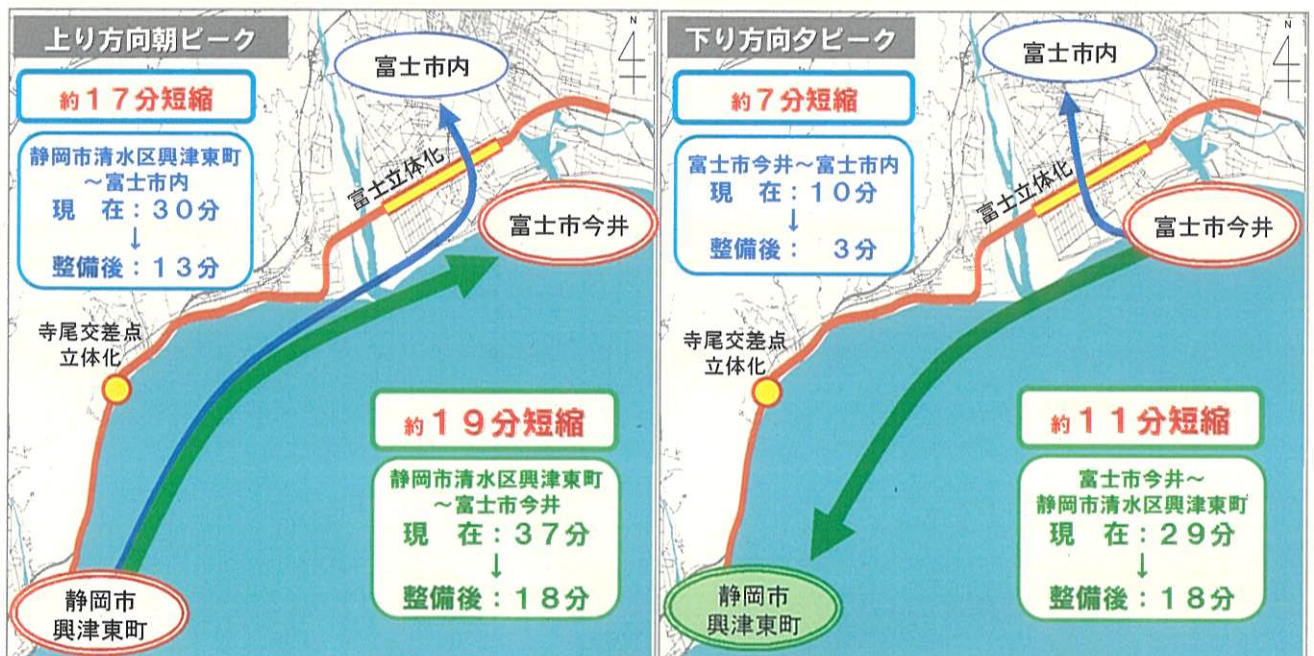 上り方向朝ピーク
N
富士市内
約17分短縮
静岡市清水区興津東町
～富士市内
現 在：30分
↓
整備後：13分
富士立体化
富士市今井
寺尾交差点
立体化
約19分短縮
静岡市清水区興津東町
～富士市今井
現 在：37分
↓
整備後：18分
静岡市
興津東町
下り方向夕ピーク
N
富士市内
約7分短縮
富士市今井～富士市内
現 在：10分
↓
整備後： 3分
富士立体化
富士市今井
寺尾交差点
立体化
約11分短縮
富士市今井～
静岡市清水区興津東町
現 在：29分
↓
整備後：18分
静岡市
興津東町